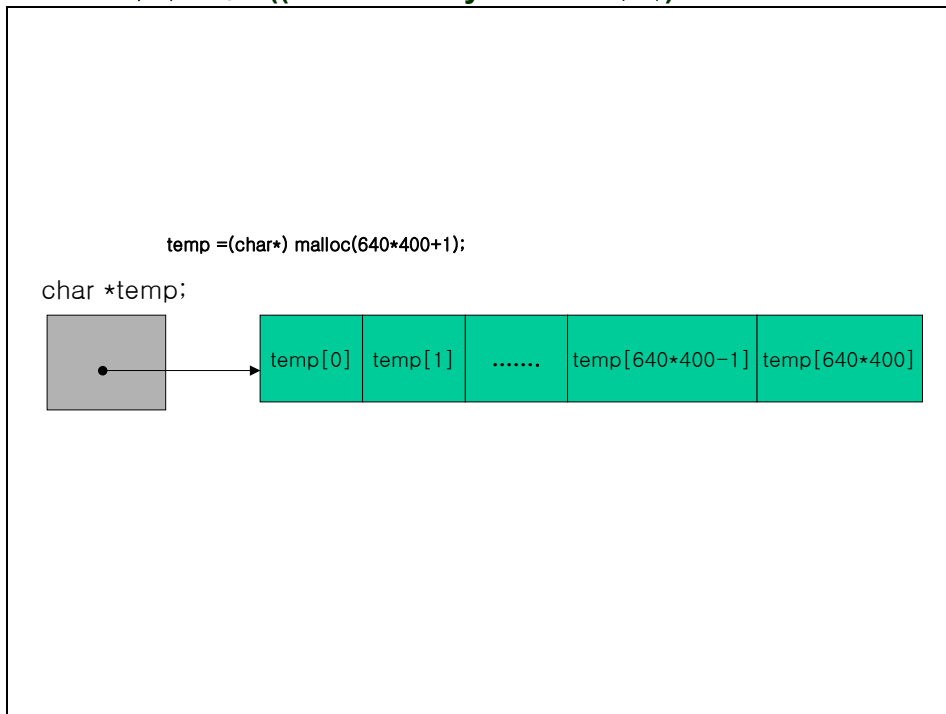 temp =(char*) malloc(640*400+1);
char *temp;
temp[0] temp[1] ....... temp[640*400-1] temp[640*400]